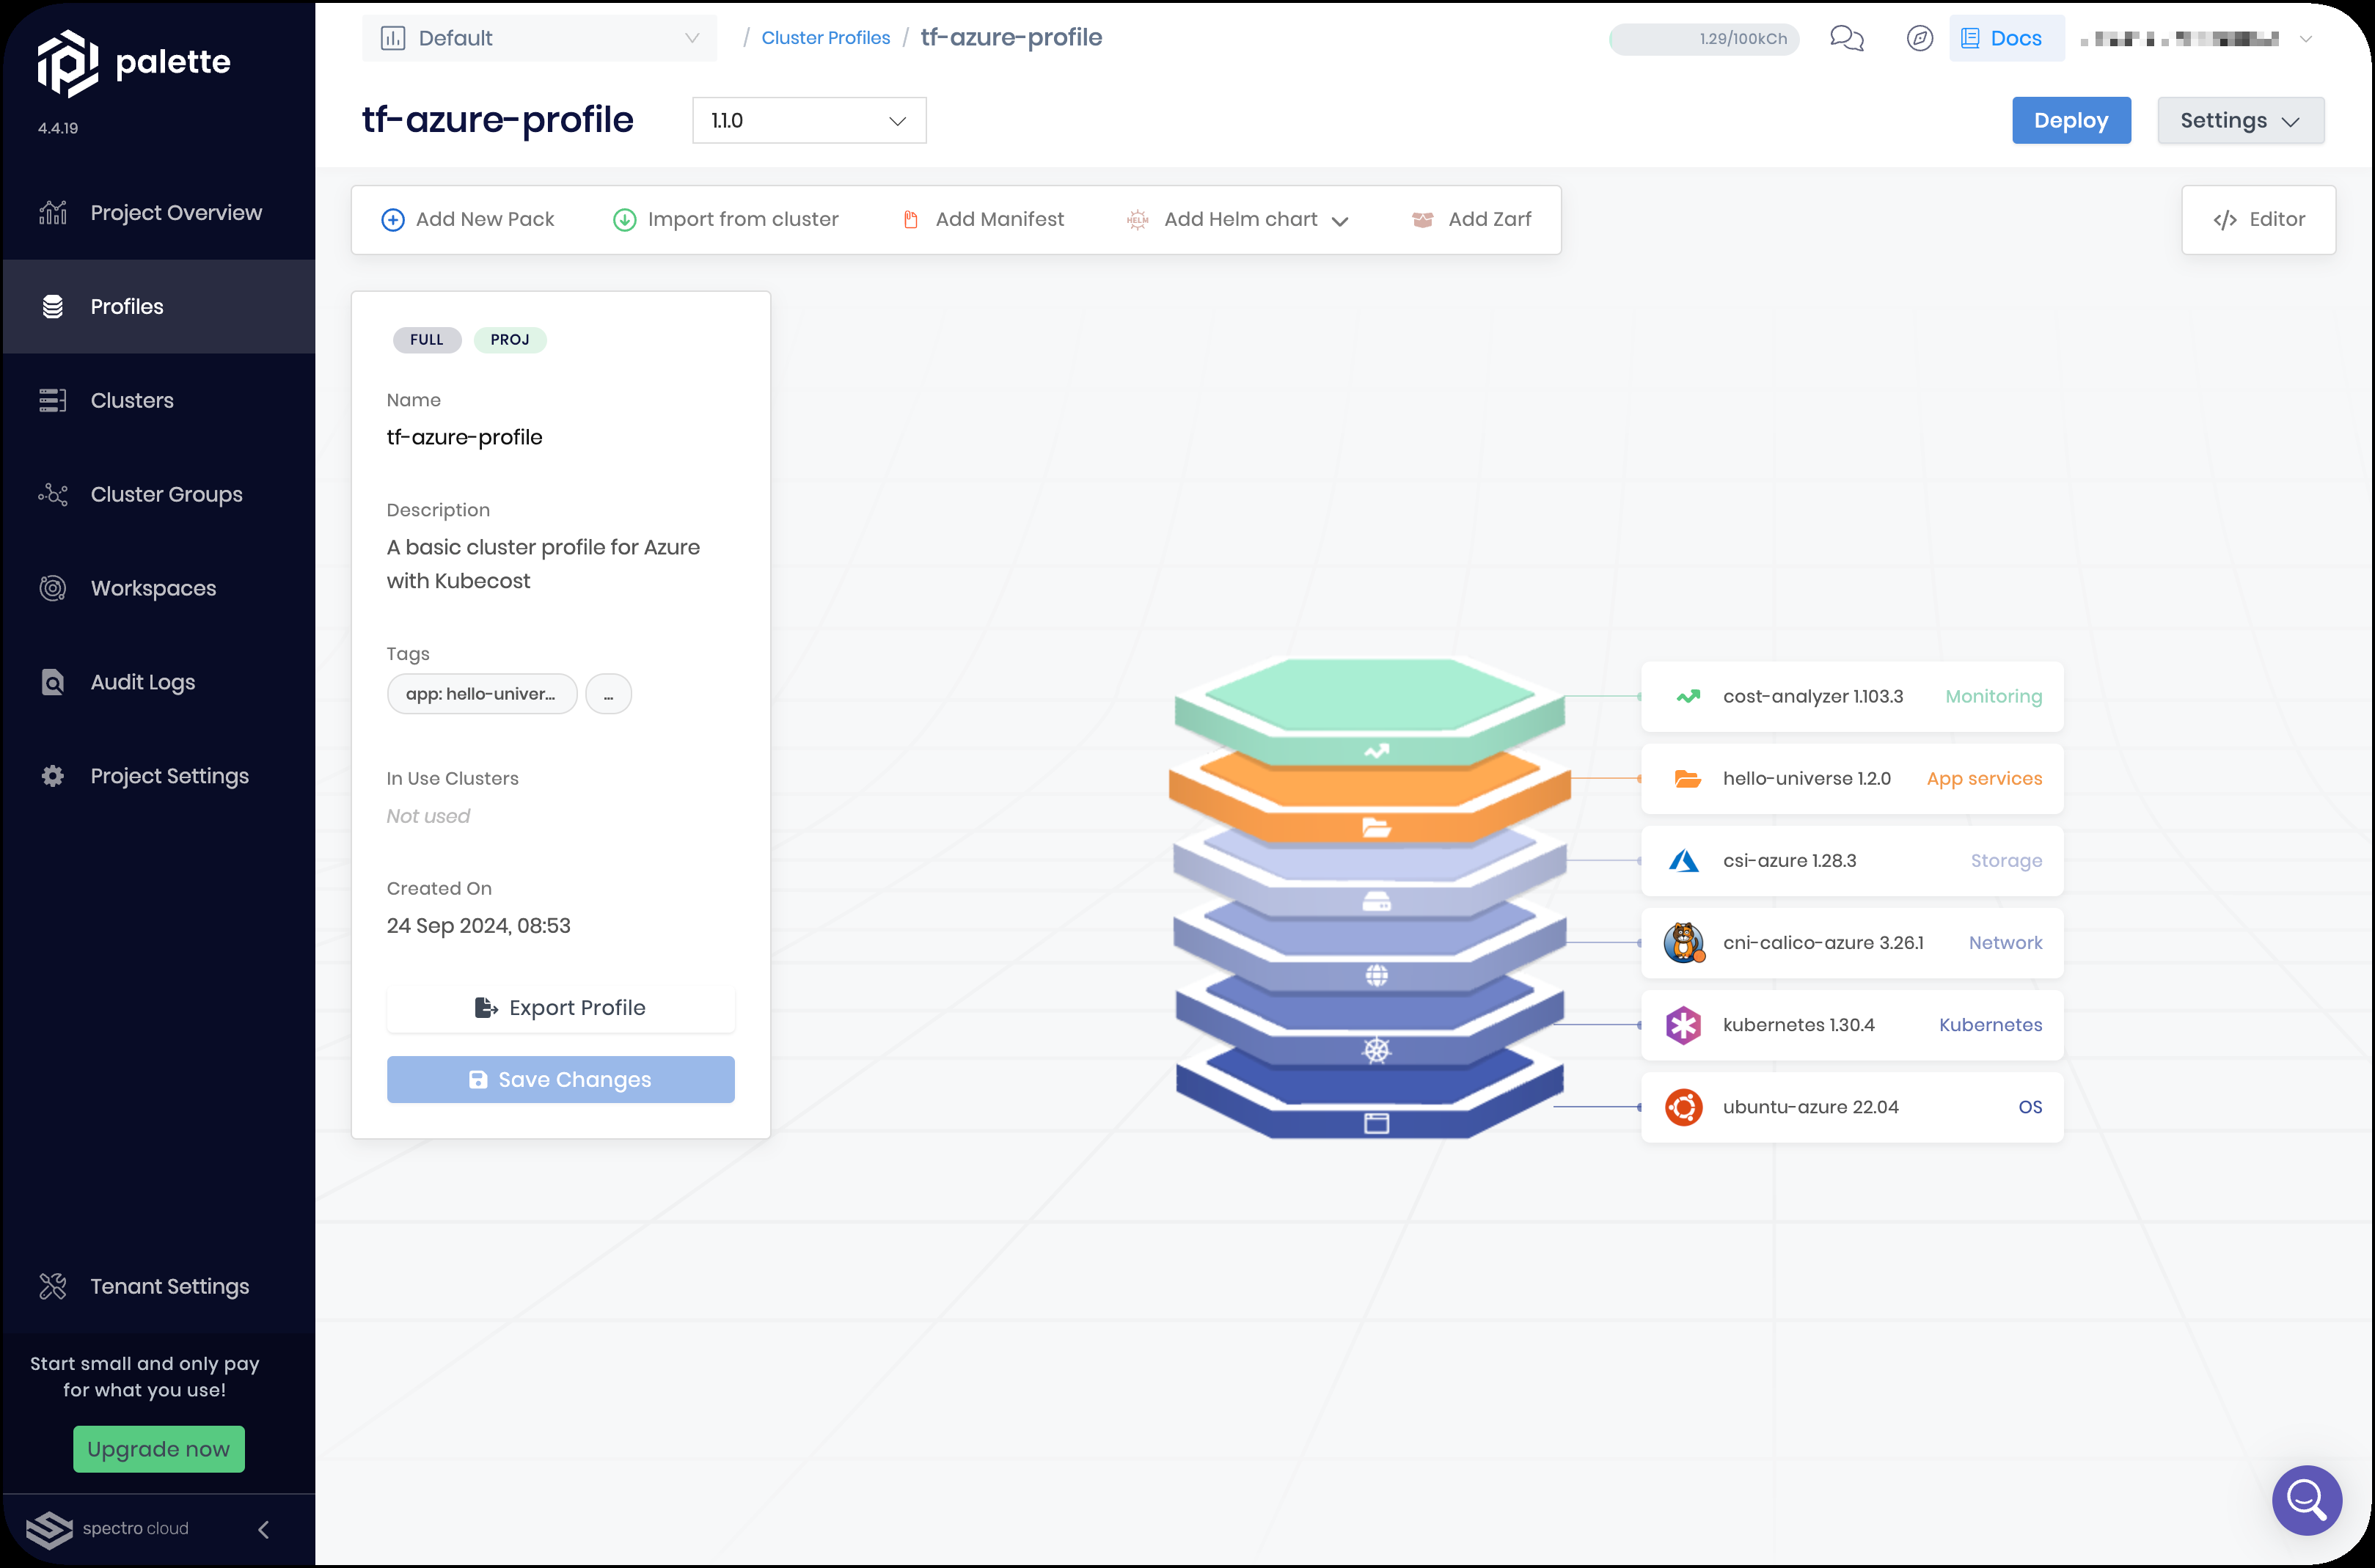 palette
4.4.19
Project Overview
Profiles
Clusters
Cluster Groups
Workspaces
Audit Logs
Project Settings
Tenant Settings
Start small and only pay
for what you use!
Upgrade now
spectro cloud
Default
/ Cluster Profiles / tf-azure-profile
1.29/100kCh
Docs
tf-azure-profile
1.1.0
Deploy
Settings
Add New Pack
Import from cluster
Add Manifest
HELM
Add Helm chart
Add Zarf
</> Editor
FULL PROJ
Name
tf-azure-profile
Description
A basic cluster profile for Azure
with Kubecost
Tags
app: hello-univer... ...
In Use Clusters
Not used
Created On
24 Sep 2024, 08:53
Export Profile
Save Changes
cost-analyzer 1.103.3 Monitoring
hello-universe 1.2.0 App services
csi-azure 1.28.3 Storage
cni-calico-azure 3.26.1 Network
kubernetes 1.30.4 Kubernetes
ubuntu-azure 22.04 OS